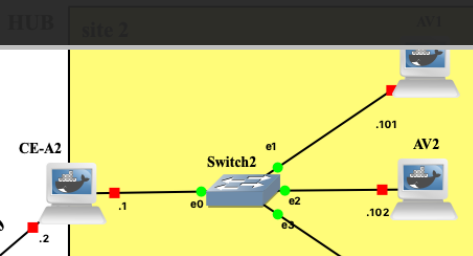 HUB
site 2
AV1
e1
.101
CE-A2
Switch2
AV2
.1
e0
e2
.102
e3
.2